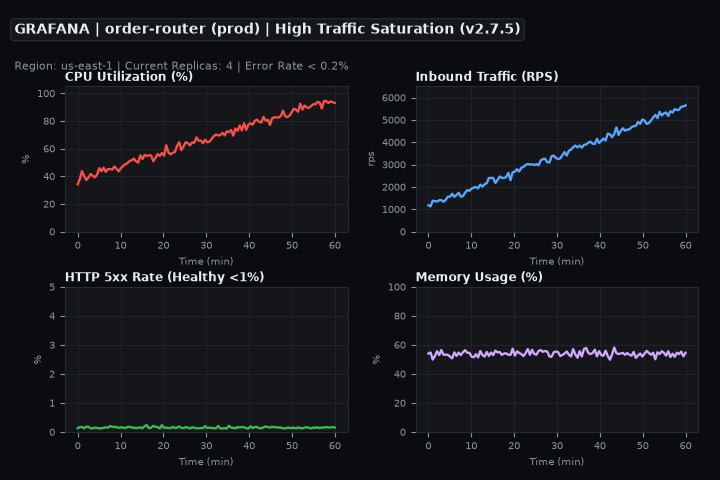 GRAFANA | order-router (prod) | High Traffic Saturation (v2.7.5)
Region: us-east-1 | Current Replicas: 4 | Error Rate < 0.2%
CPU Utilization (%)
100
80
60
40
20
0
%
0 10 20 30 40 50 60
Time (min)
Inbound Traffic (RPS)
6000
5000
4000
3000
2000
1000
0
rps
0 10 20 30 40 50 60
Time (min)
HTTP 5xx Rate (Healthy <1%)
5
4
3
2
1
0
%
0 10 20 30 40 50 60
Time (min)
Memory Usage (%)
100
80
60
40
20
0
%
0 10 20 30 40 50 60
Time (min)